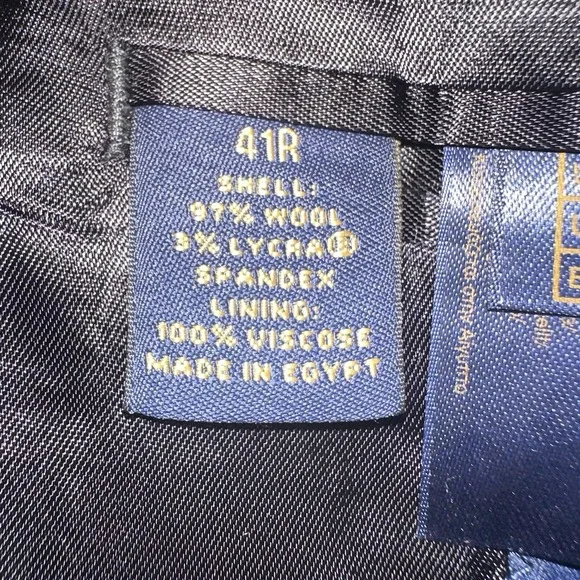 41R
SHELL:
97% WOOL
3% LYCRA®
SPANDEX
LINING:
100% VISCOSE
MADE IN EGYPT